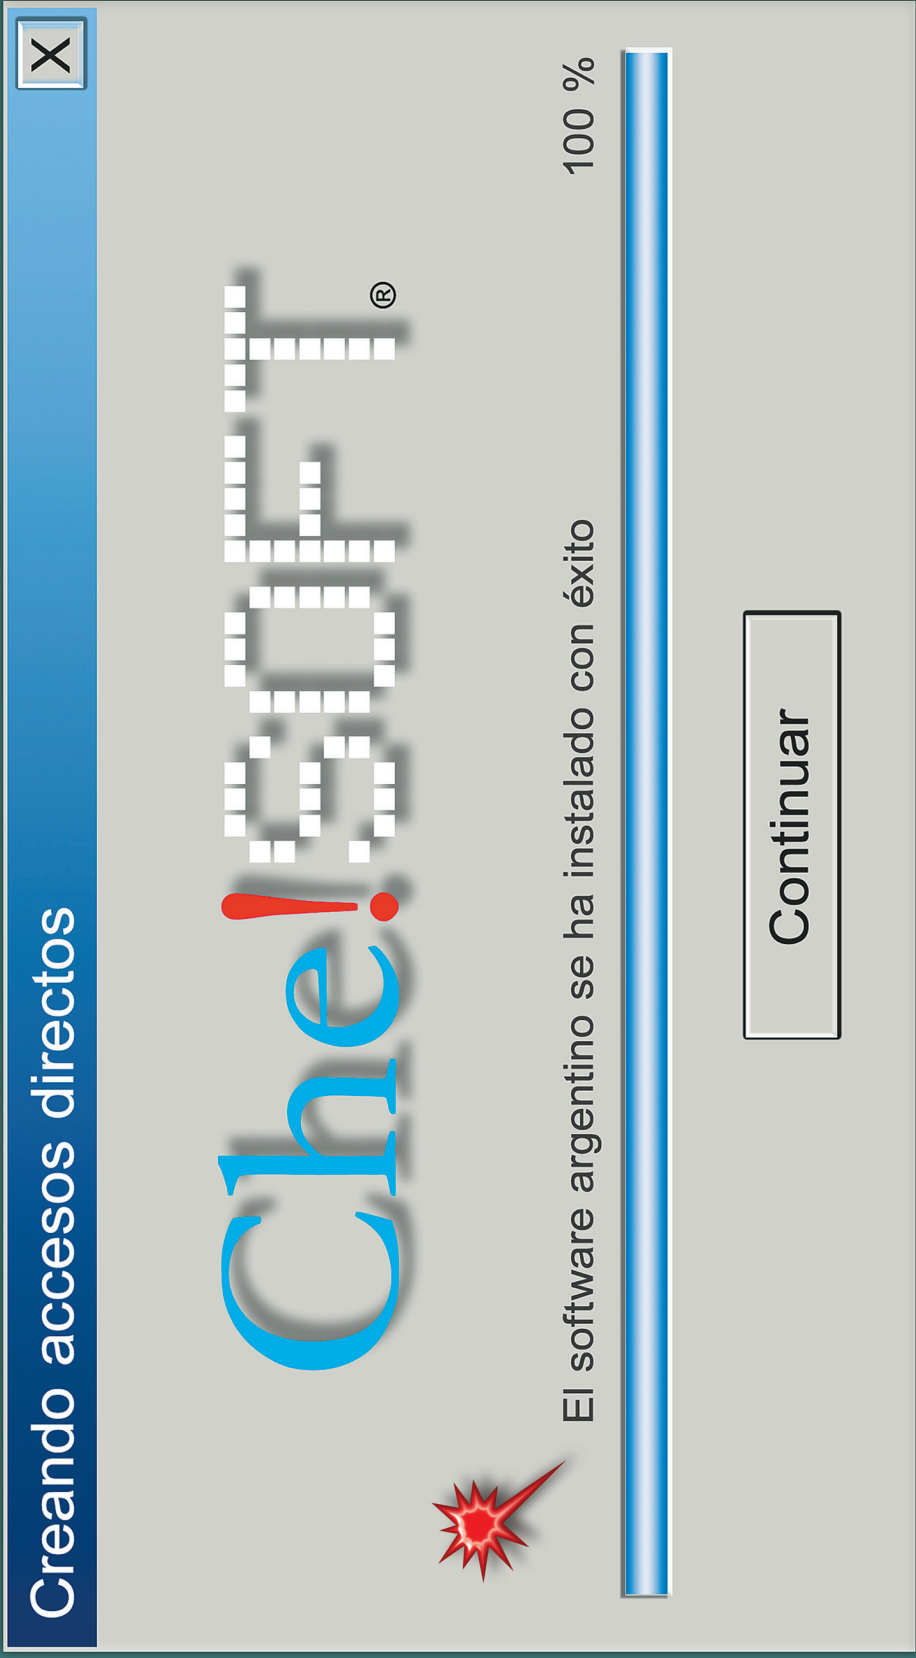 Creando accesos directos
X
Che!SOFT®
El software argentino se ha instalado con éxito
100 %
Continuar